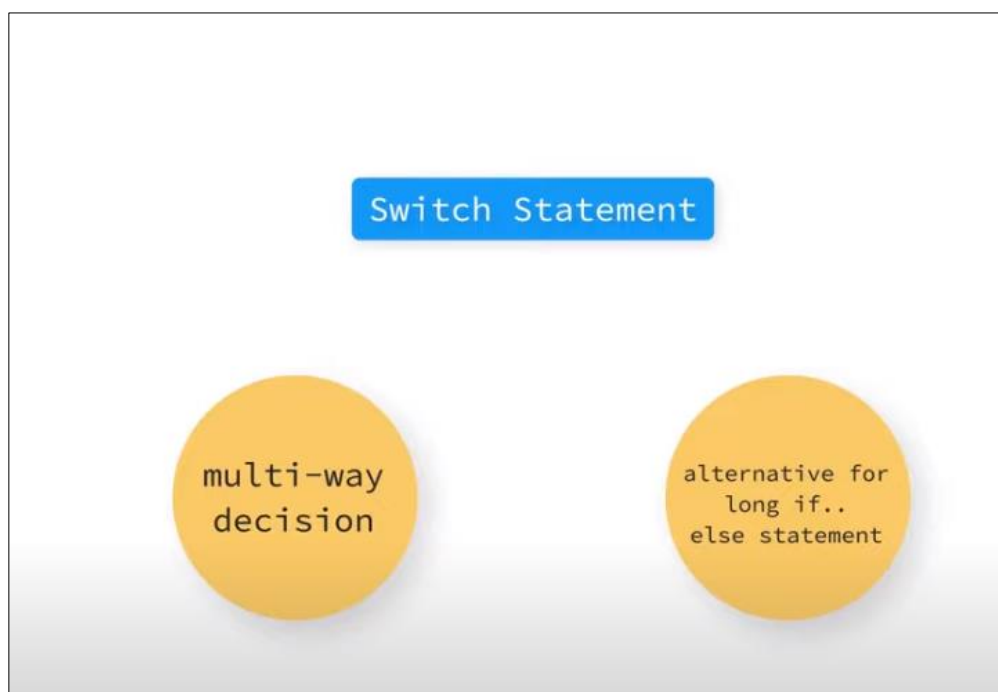 Switch Statement
multi-way
decision
alternative for
long if..
else statement